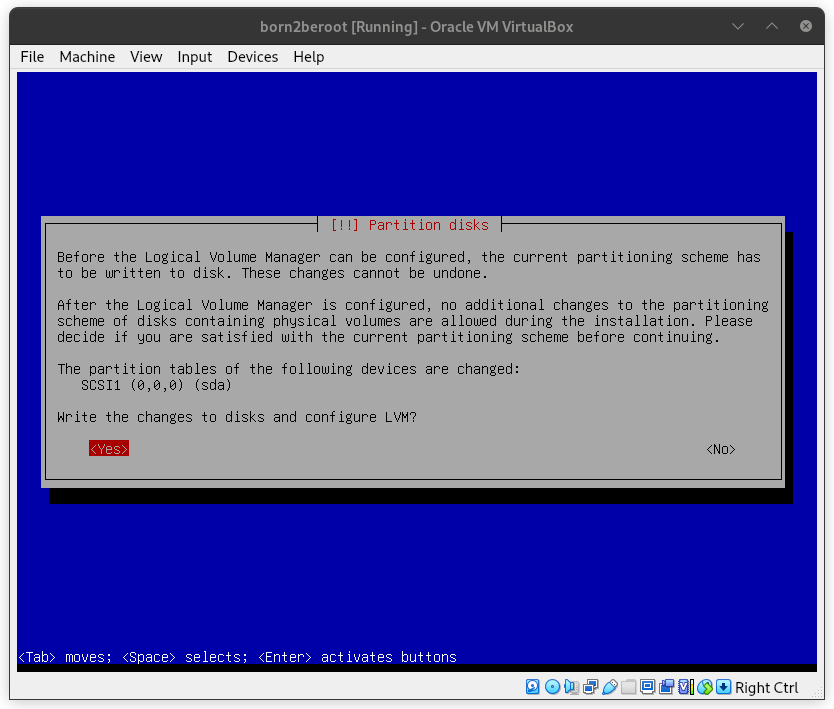 born2beroot [Running] - Oracle VM VirtualBox
File Machine View Input Devices Help
[!!] Partition disks
Before the Logical Volume Manager can be configured, the current partitioning scheme has
to be written to disk. These changes cannot be undone.
After the Logical Volume Manager is configured, no additional changes to the partitioning
scheme of disks containing physical volumes are allowed during the installation. Please
decide if you are satisfied with the current partitioning scheme before continuing.
The partition tables of the following devices are changed:
SCSI1 (0,0,0) (sda)
Write the changes to disks and configure LVM?
<Yes> <No>
<Tab> moves; <Space> selects; <Enter> activates buttons
Right Ctrl